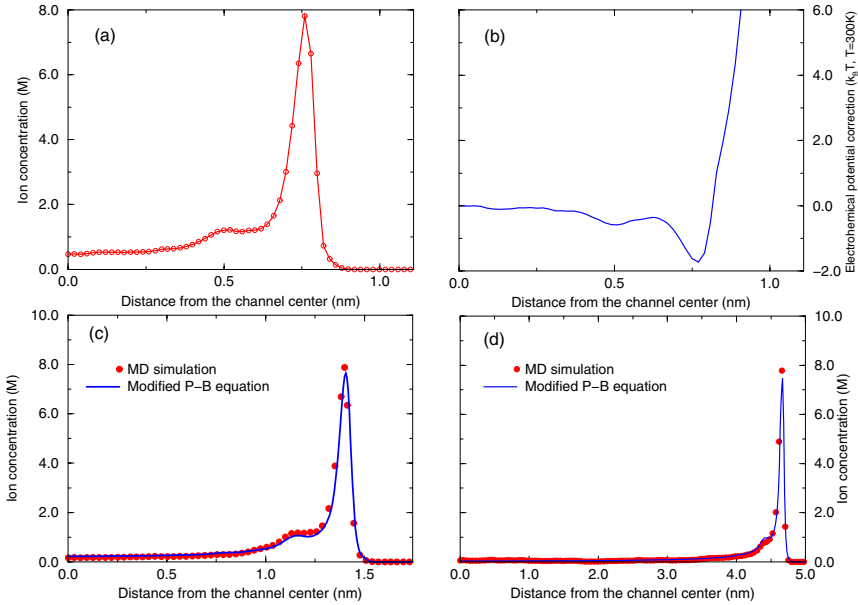 (a)
Ion concentration (M)
8.0
6.0
4.0
2.0
0.0
0.0
0.5
1.0
Distance from the channel center (nm)
(b)
6.0
4.0
2.0
0.0
−2.0
Electrochemical potential correction (kBT, T=300K)
0.0
0.5
1.0
Distance from the channel center (nm)
(c)
MD simulation
Modified P−B equation
Ion concentration (M)
10.0
8.0
6.0
4.0
2.0
0.0
0.0
0.5
1.0
1.5
Distance from the channel center (nm)
(d)
MD simulation
Modified P−B equation
10.0
8.0
6.0
4.0
2.0
0.0
Ion concentration (M)
0.0
1.0
2.0
3.0
4.0
5.0
Distance from the channel center (nm)